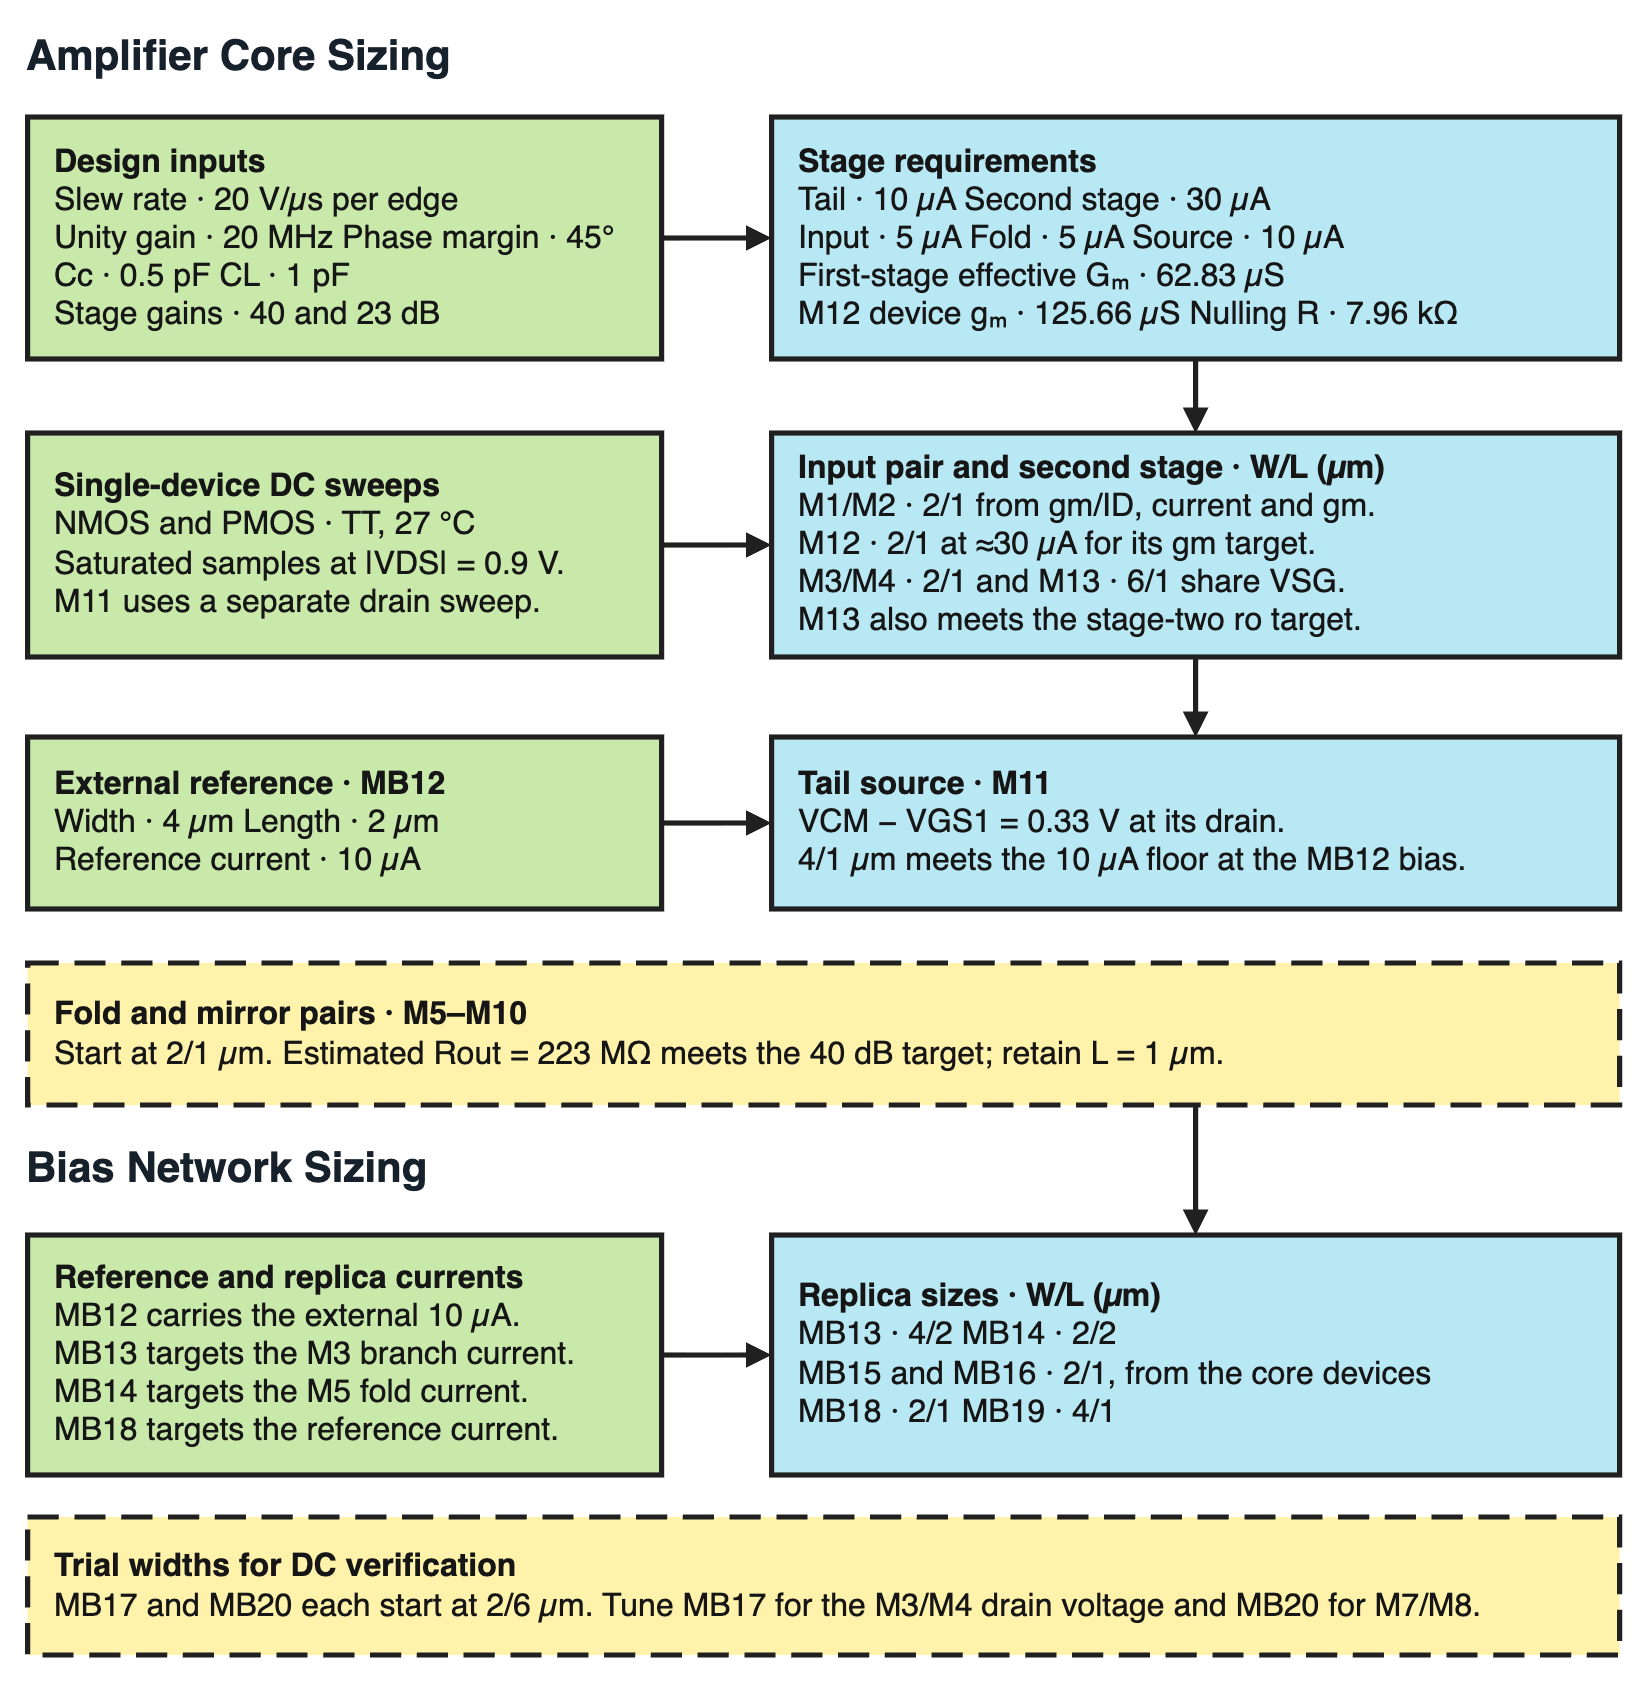 Amplifier Core Sizing
Design inputs
Slew rate · 20 V/µs per edge
Unity gain · 20 MHz Phase margin · 45°
Cc · 0.5 pF CL · 1 pF
Stage gains · 40 and 23 dB
Stage requirements
Tail · 10 µA Second stage · 30 µA
Input · 5 µA Fold · 5 µA Source · 10 µA
First-stage effective Gₘ · 62.83 µS
M12 device gₘ · 125.66 µS Nulling R · 7.96 kΩ
Single-device DC sweeps
NMOS and PMOS · TT, 27 °C
Saturated samples at |VDS| = 0.9 V.
M11 uses a separate drain sweep.
Input pair and second stage · W/L (µm)
M1/M2 · 2/1 from gm/ID, current and gm.
M12 · 2/1 at ≈30 µA for its gm target.
M3/M4 · 2/1 and M13 · 6/1 share VSG.
M13 also meets the stage-two ro target.
External reference · MB12
Width · 4 µm Length · 2 µm
Reference current · 10 µA
Tail source · M11
VCM − VGS1 = 0.33 V at its drain.
4/1 µm meets the 10 µA floor at the MB12 bias.
Fold and mirror pairs · M5–M10
Start at 2/1 µm. Estimated Rout = 223 MΩ meets the 40 dB target; retain L = 1 µm.
Bias Network Sizing
Reference and replica currents
MB12 carries the external 10 µA.
MB13 targets the M3 branch current.
MB14 targets the M5 fold current.
MB18 targets the reference current.
Replica sizes · W/L (µm)
MB13 · 4/2 MB14 · 2/2
MB15 and MB16 · 2/1, from the core devices
MB18 · 2/1 MB19 · 4/1
Trial widths for DC verification
MB17 and MB20 each start at 2/6 µm. Tune MB17 for the M3/M4 drain voltage and MB20 for M7/M8.